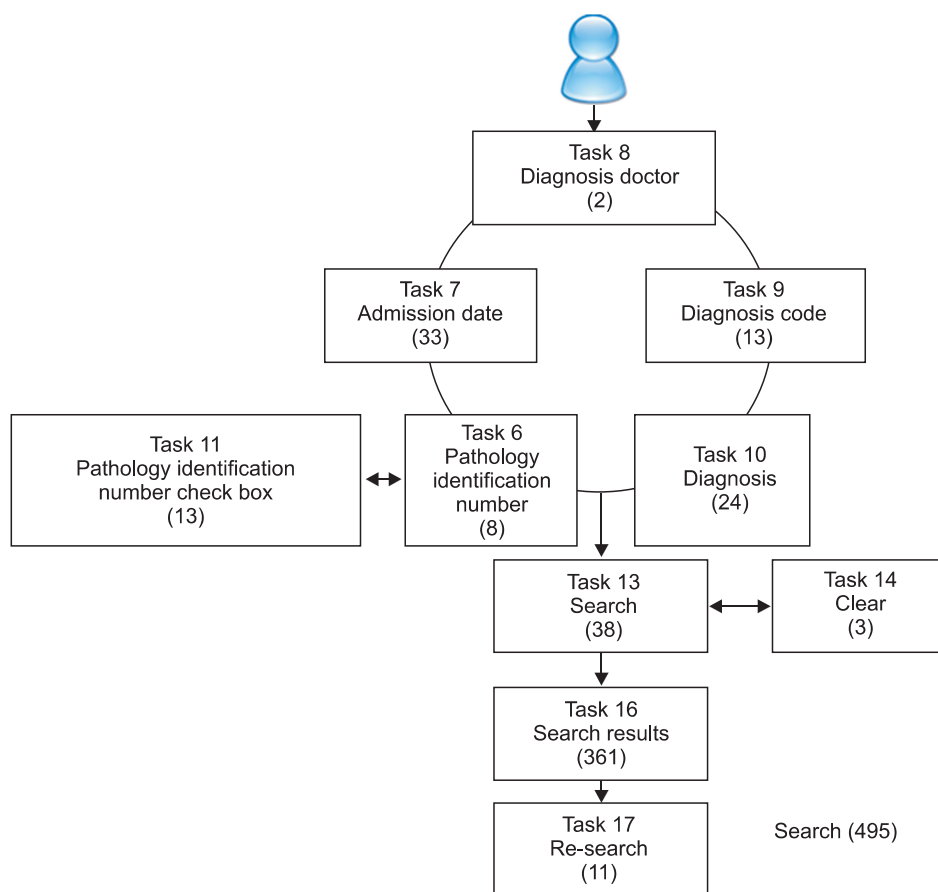 Task 8
Diagnosis doctor
(2)
Task 7
Admission date
(33)
Task 9
Diagnosis code
(13)
Task 11
Pathology identification
number check box
(13)
Task 6
Pathology
identification
number
(8)
Task 10
Diagnosis
(24)
Task 13
Search
(38)
Task 14
Clear
(3)
Task 16
Search results
(361)
Task 17
Re-search
(11)
Search (495)